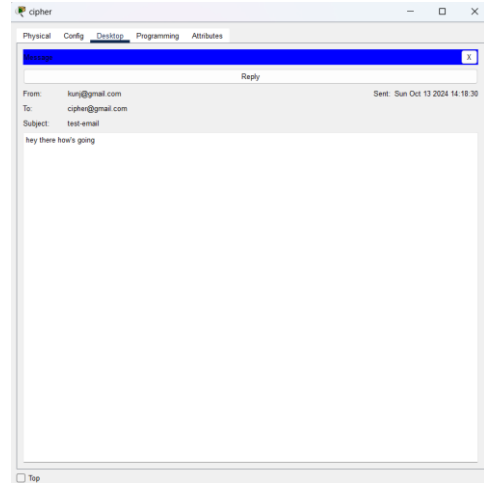 cipher
Physical Config Desktop Programming Attributes
Message X
Reply
From: kunj@gmail.com Sent: Sun Oct 13 2024 14:18:30
To: cipher@gmail.com
Subject: test-email
hey there how's going
Top